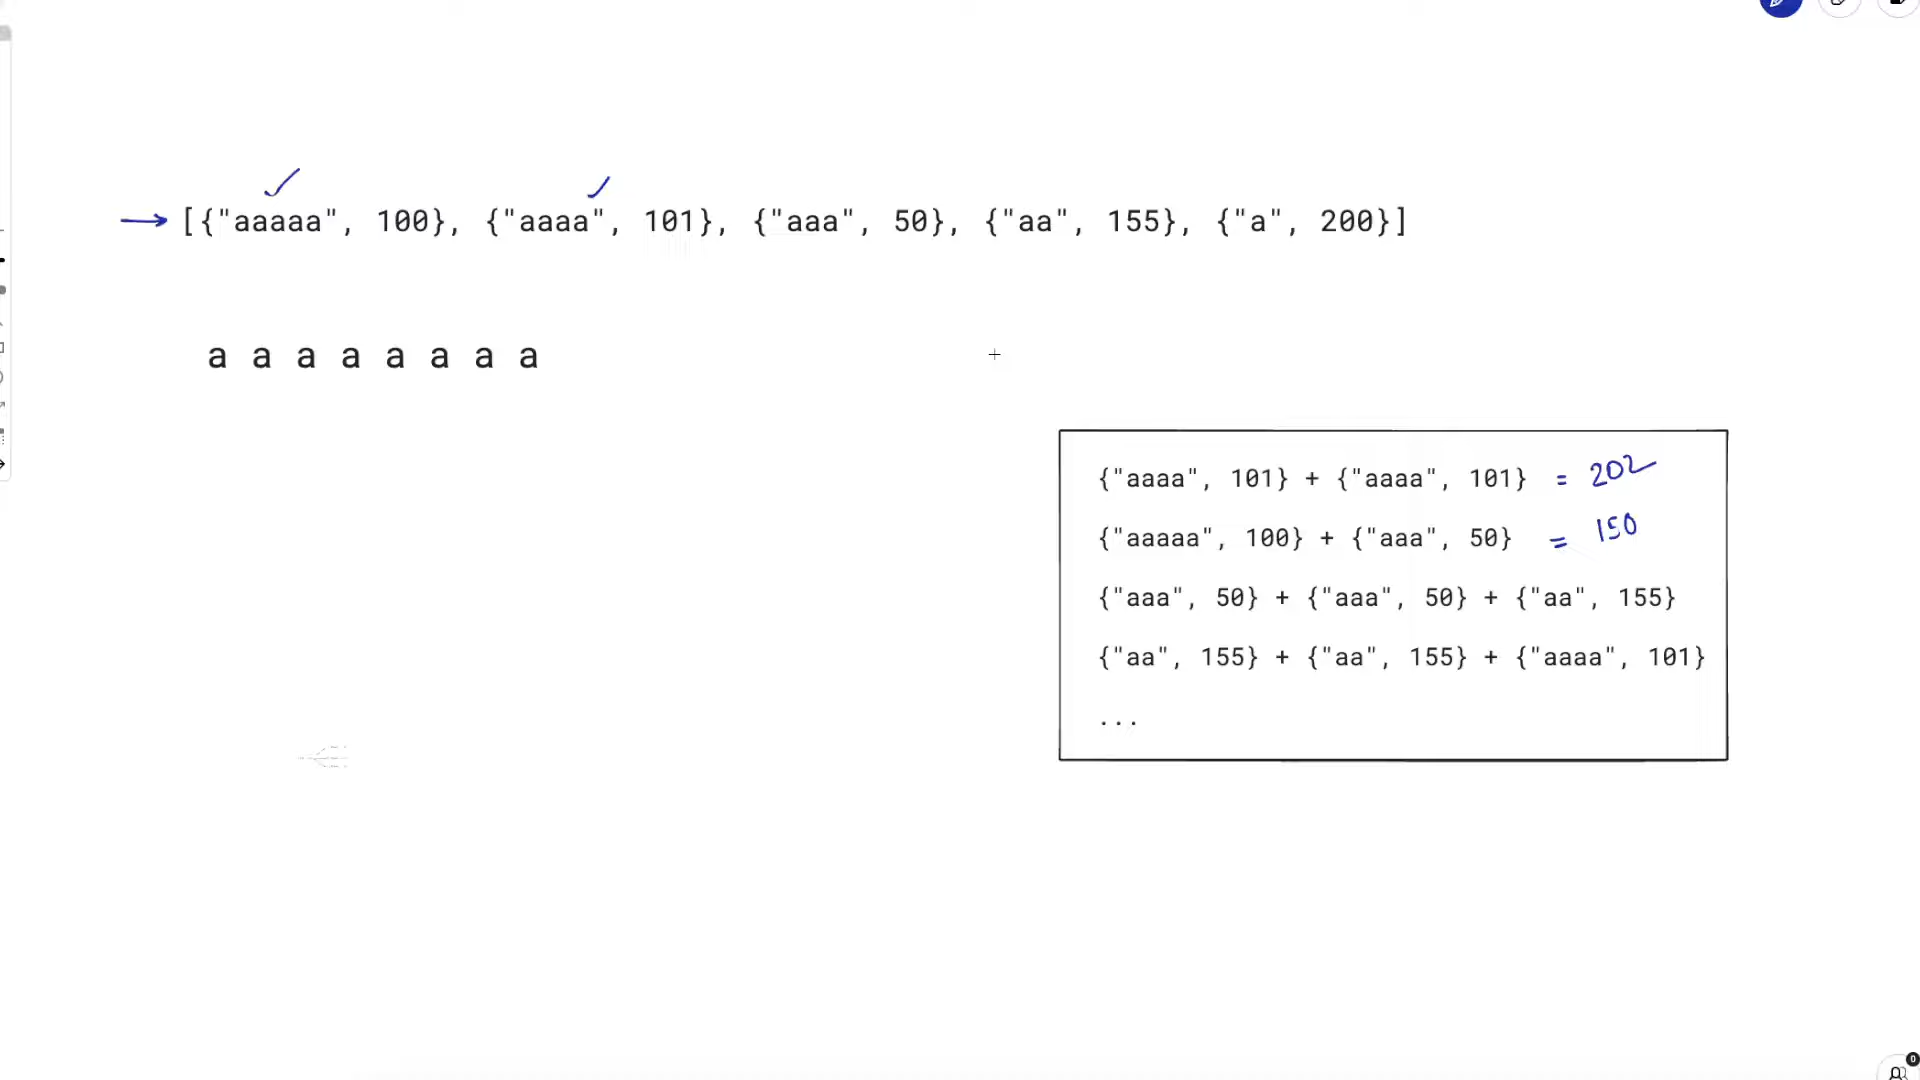 → [{"aaaaa", 100}, {"aaaa", 101}, {"aaa", 50}, {"aa", 155}, {"a", 200}]
a a a a a a a a
{"aaaa", 101} + {"aaaa", 101} = 202
{"aaaaa", 100} + {"aaa", 50} = 150
{"aaa", 50} + {"aaa", 50} + {"aa", 155}
{"aa", 155} + {"aa", 155} + {"aaaa", 101}
...
0